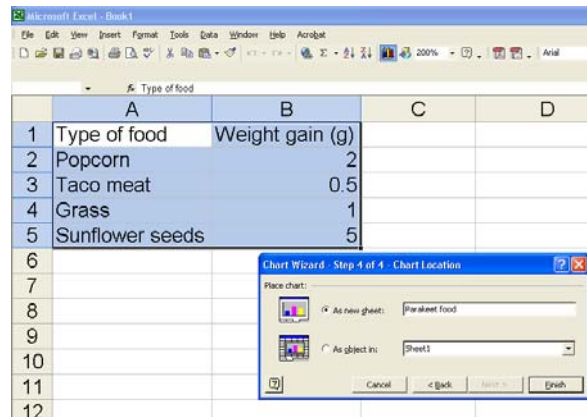 Microsoft Excel - Book1
File Edit View Insert Format Tools Data Window Help Acrobat
200% Arial
fx Type of food
A B C D
1 Type of food Weight gain (g)
2 Popcorn 2
3 Taco meat 0.5
4 Grass 1
5 Sunflower seeds 5
6
7
8
9
10
11
12
Chart Wizard - Step 4 of 4 - Chart Location
Place chart:
As new sheet: Parakeet food
As object in: Sheet1
Cancel < Back Next > Finish